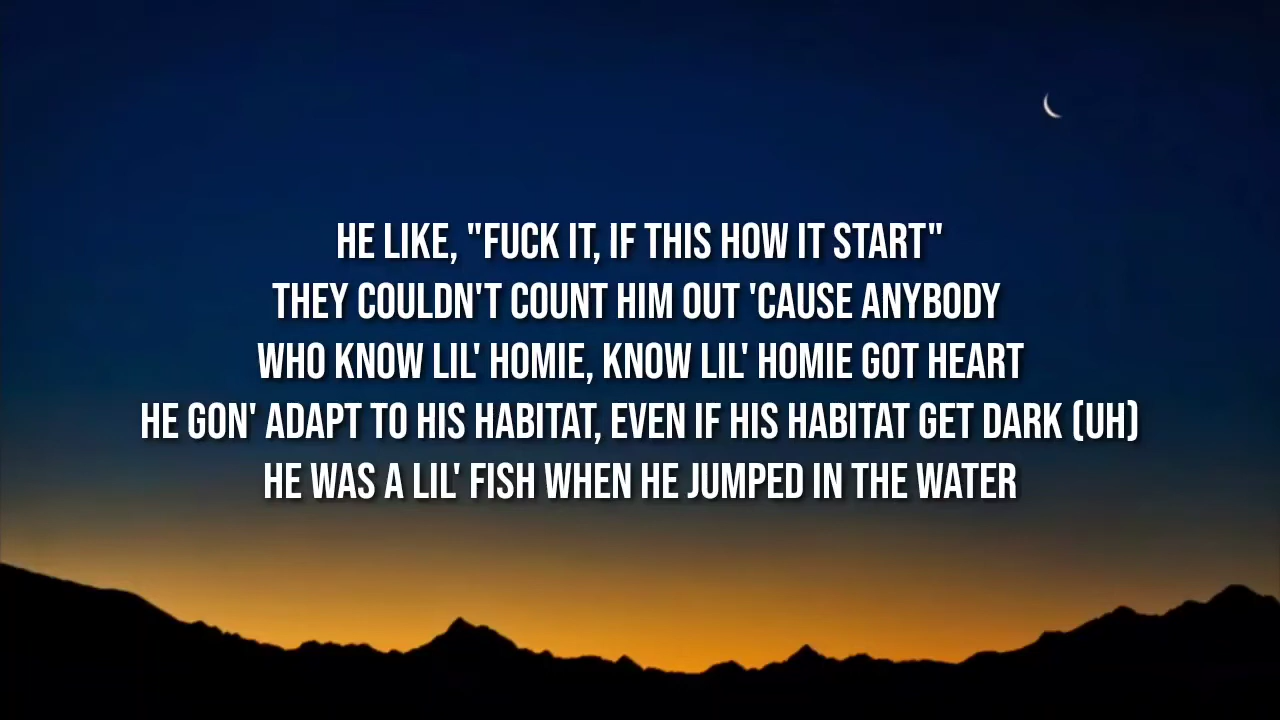 HE LIKE, "FUCK IT, IF THIS HOW IT START"
THEY COULDN'T COUNT HIM OUT 'CAUSE ANYBODY
WHO KNOW LIL' HOMIE, KNOW LIL' HOMIE GOT HEART
HE GON' ADAPT TO HIS HABITAT, EVEN IF HIS HABITAT GET DARK (UH)
HE WAS A LIL' FISH WHEN HE JUMPED IN THE WATER